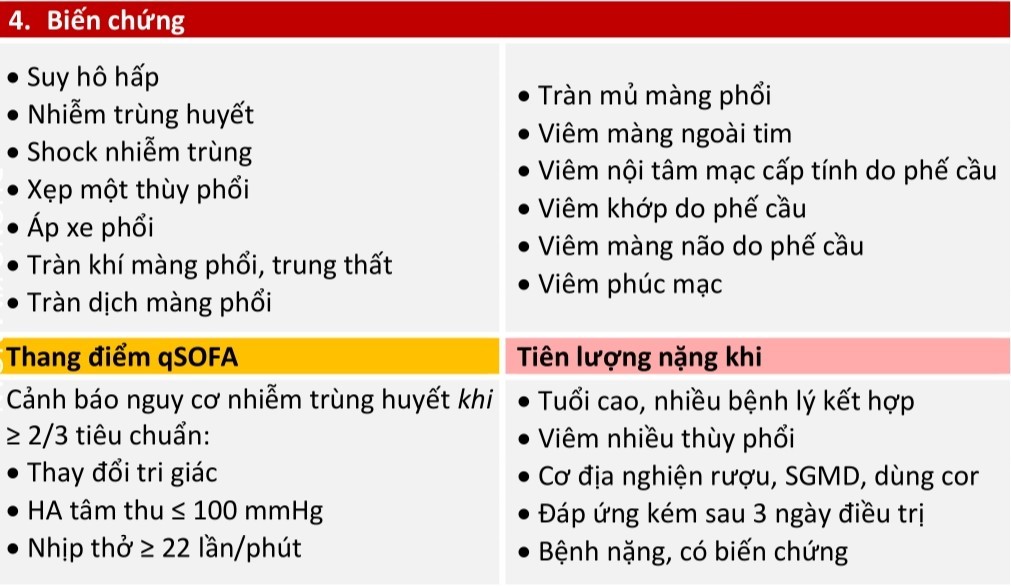 4. Biến chứng
• Suy hô hấp
• Nhiễm trùng huyết
• Shock nhiễm trùng
• Xẹp một thùy phổi
• Áp xe phổi
• Tràn khí màng phổi, trung thất
• Tràn dịch màng phổi
• Tràn mủ màng phổi
• Viêm màng ngoài tim
• Viêm nội tâm mạc cấp tính do phế cầu
• Viêm khớp do phế cầu
• Viêm màng não do phế cầu
• Viêm phúc mạc
Thang điểm qSOFA
Cảnh báo nguy cơ nhiễm trùng huyết khi
≥ 2/3 tiêu chuẩn:
• Thay đổi tri giác
• HA tâm thu ≤ 100 mmHg
• Nhịp thở ≥ 22 lần/phút
Tiên lượng nặng khi
• Tuổi cao, nhiều bệnh lý kết hợp
• Viêm nhiều thùy phổi
• Cơ địa nghiện rượu, SGMD, dùng cor
• Đáp ứng kém sau 3 ngày điều trị
• Bệnh nặng, có biến chứng